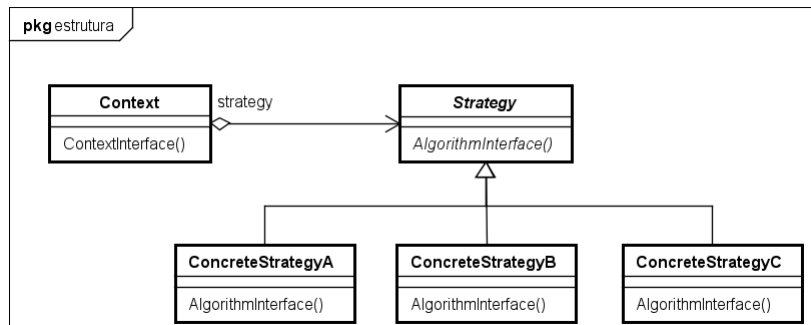 pkg estrutura
Context
strategy
Strategy
ContextInterface()
AlgorithmInterface()
ConcreteStrategyA
ConcreteStrategyB
ConcreteStrategyC
AlgorithmInterface()
AlgorithmInterface()
AlgorithmInterface()